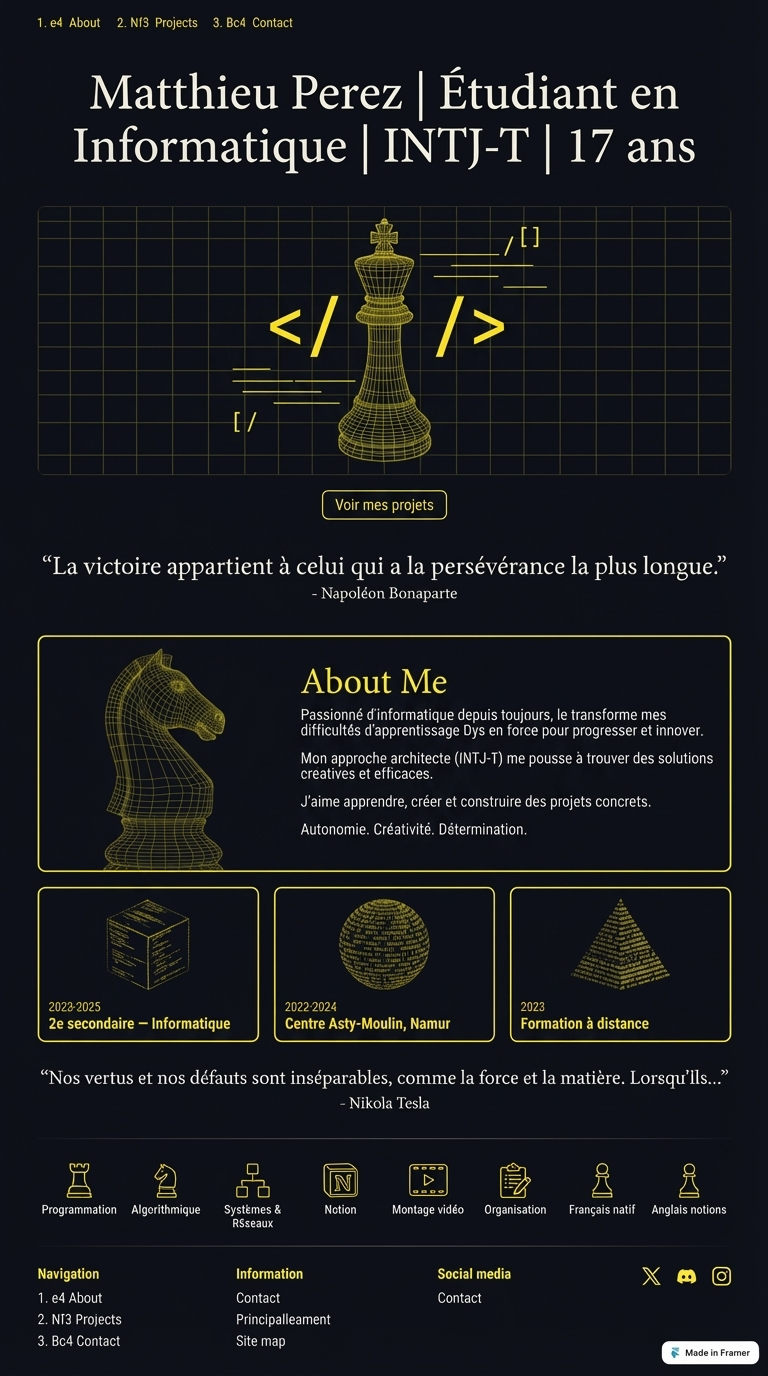 1. e4 About 2. Nf3 Projects 3. Bc4 Contact
Matthieu Perez | Étudiant en
Informatique | INTJ-T | 17 ans
/ [ ]
</ />
[ /
Voir mes projets
“La victoire appartient à celui qui a la persévérance la plus longue.”
- Napoléon Bonaparte
About Me
Passionné d'informatique depuis toujours, le transforme mes
difficultés d'apprentissage Dys en force pour progresser et innover.
Mon approche architecte (INTJ-T) me pousse à trouver des solutions
creatives et efficaces.
J'aime apprendre, créer et construire des projets concrets.
Autonomie. Créativité. Détermination.
2023-2025
2e secondaire — Informatique
2022-2024
Centre Asty-Moulin, Namur
2023
Formation à distance
“Nos vertus et nos défauts sont inséparables, comme la force et la matière. Lorsqu'lls...”
- Nikola Tesla
Programmation
Algorithmique
Systèmes &
RSseaux
Notion
Montage vidéo
Organisation
Français natif
Anglais notions
Navigation
1. e4 About
2. Nf3 Projects
3. Bc4 Contact
Information
Contact
Principalleament
Site map
Social media
Contact
Made in Framer